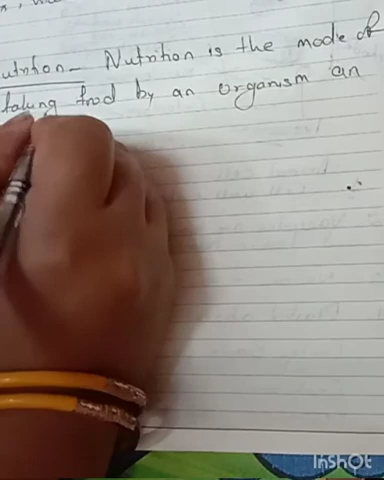 Nutrition is the mode of
taking food by an organism an
InShOt